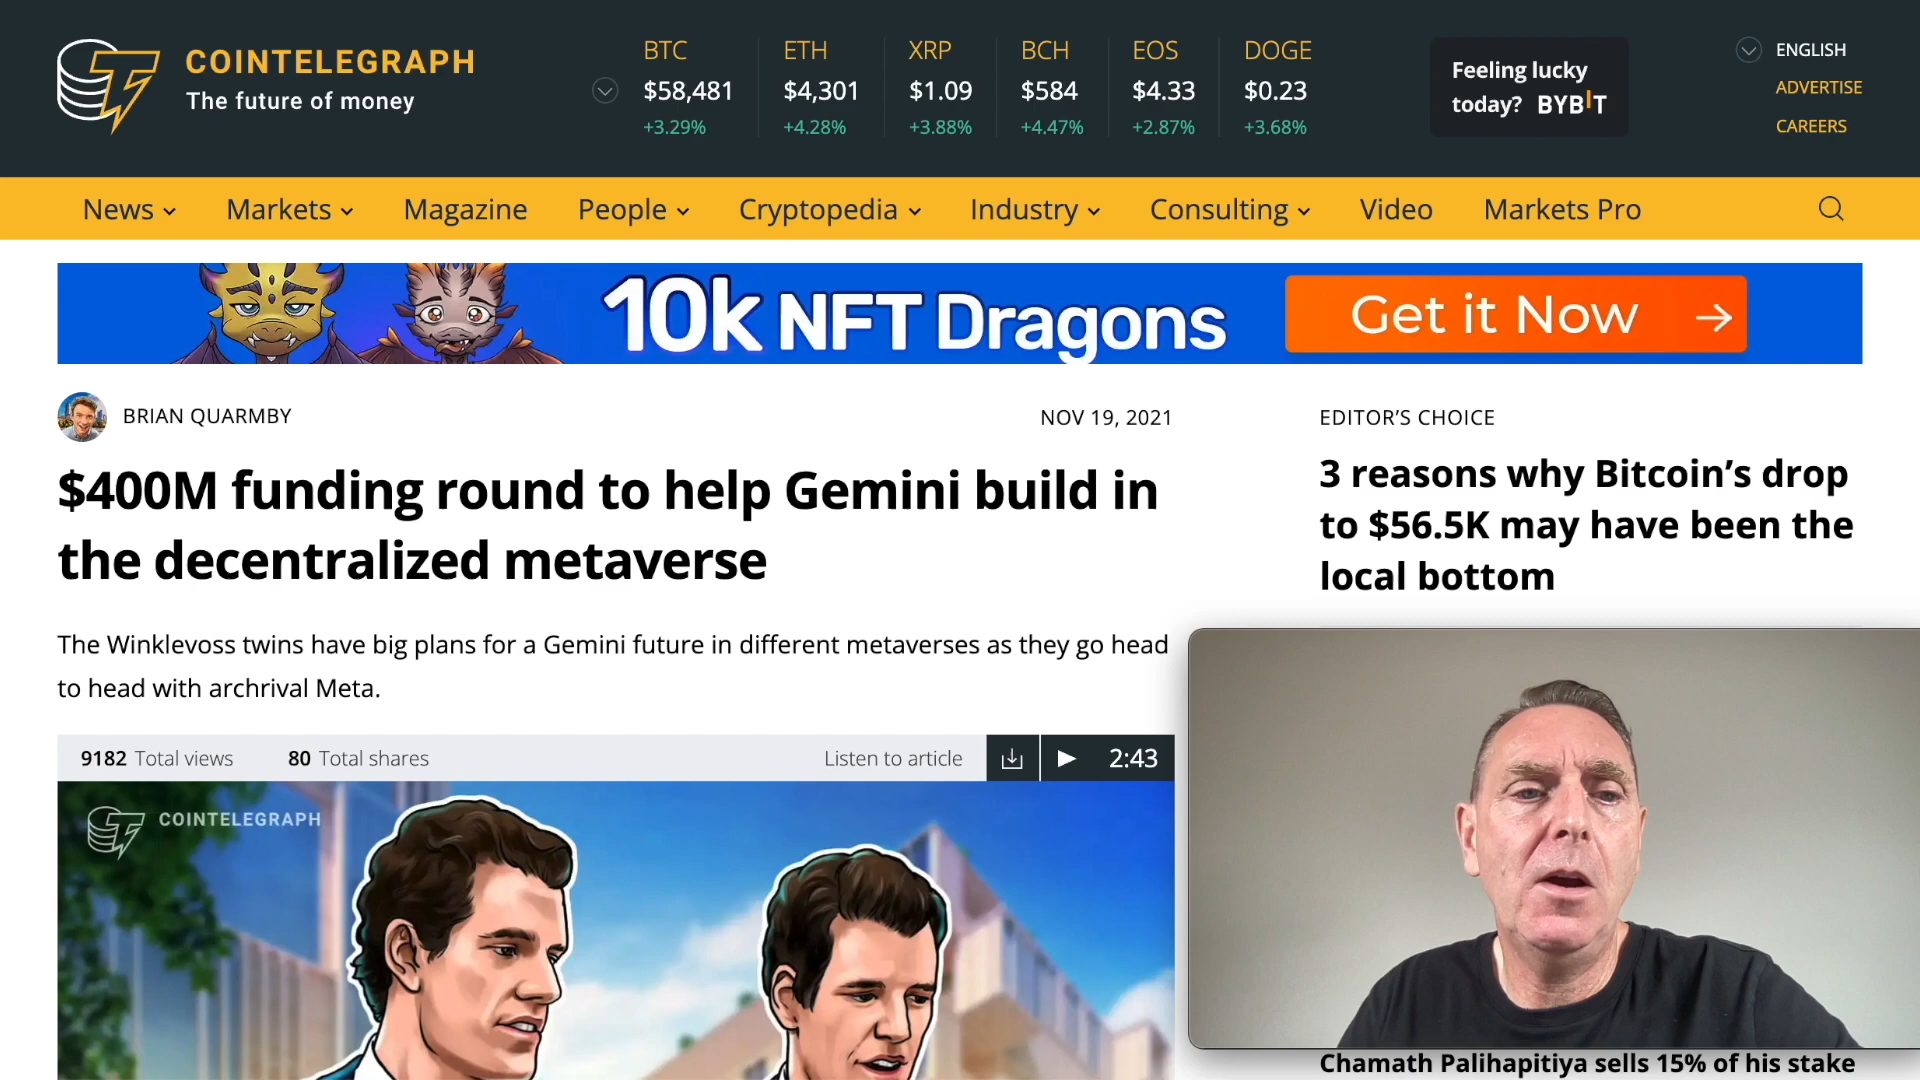 COINTELEGRAPH
The future of money
BTC
$58,481
+3.29%
ETH
$4,301
+4.28%
XRP
$1.09
+3.88%
BCH
$584
+4.47%
EOS
$4.33
+2.87%
DOGE
$0.23
+3.68%
Feeling lucky
today? BYBIT
ENGLISH
ADVERTISE
CAREERS
News
Markets
Magazine
People
Cryptopedia
Industry
Consulting
Video
Markets Pro
10k NFT Dragons
Get it Now →
BRIAN QUARMBY
NOV 19, 2021
$400M funding round to help Gemini build in
the decentralized metaverse
The Winklevoss twins have big plans for a Gemini future in different metaverses as they go head
to head with archrival Meta.
9182 Total views
80 Total shares
Listen to article
2:43
COINTELEGRAPH
EDITOR’S CHOICE
3 reasons why Bitcoin’s drop
to $56.5K may have been the
local bottom
Chamath Palihapitiya sells 15% of his stake